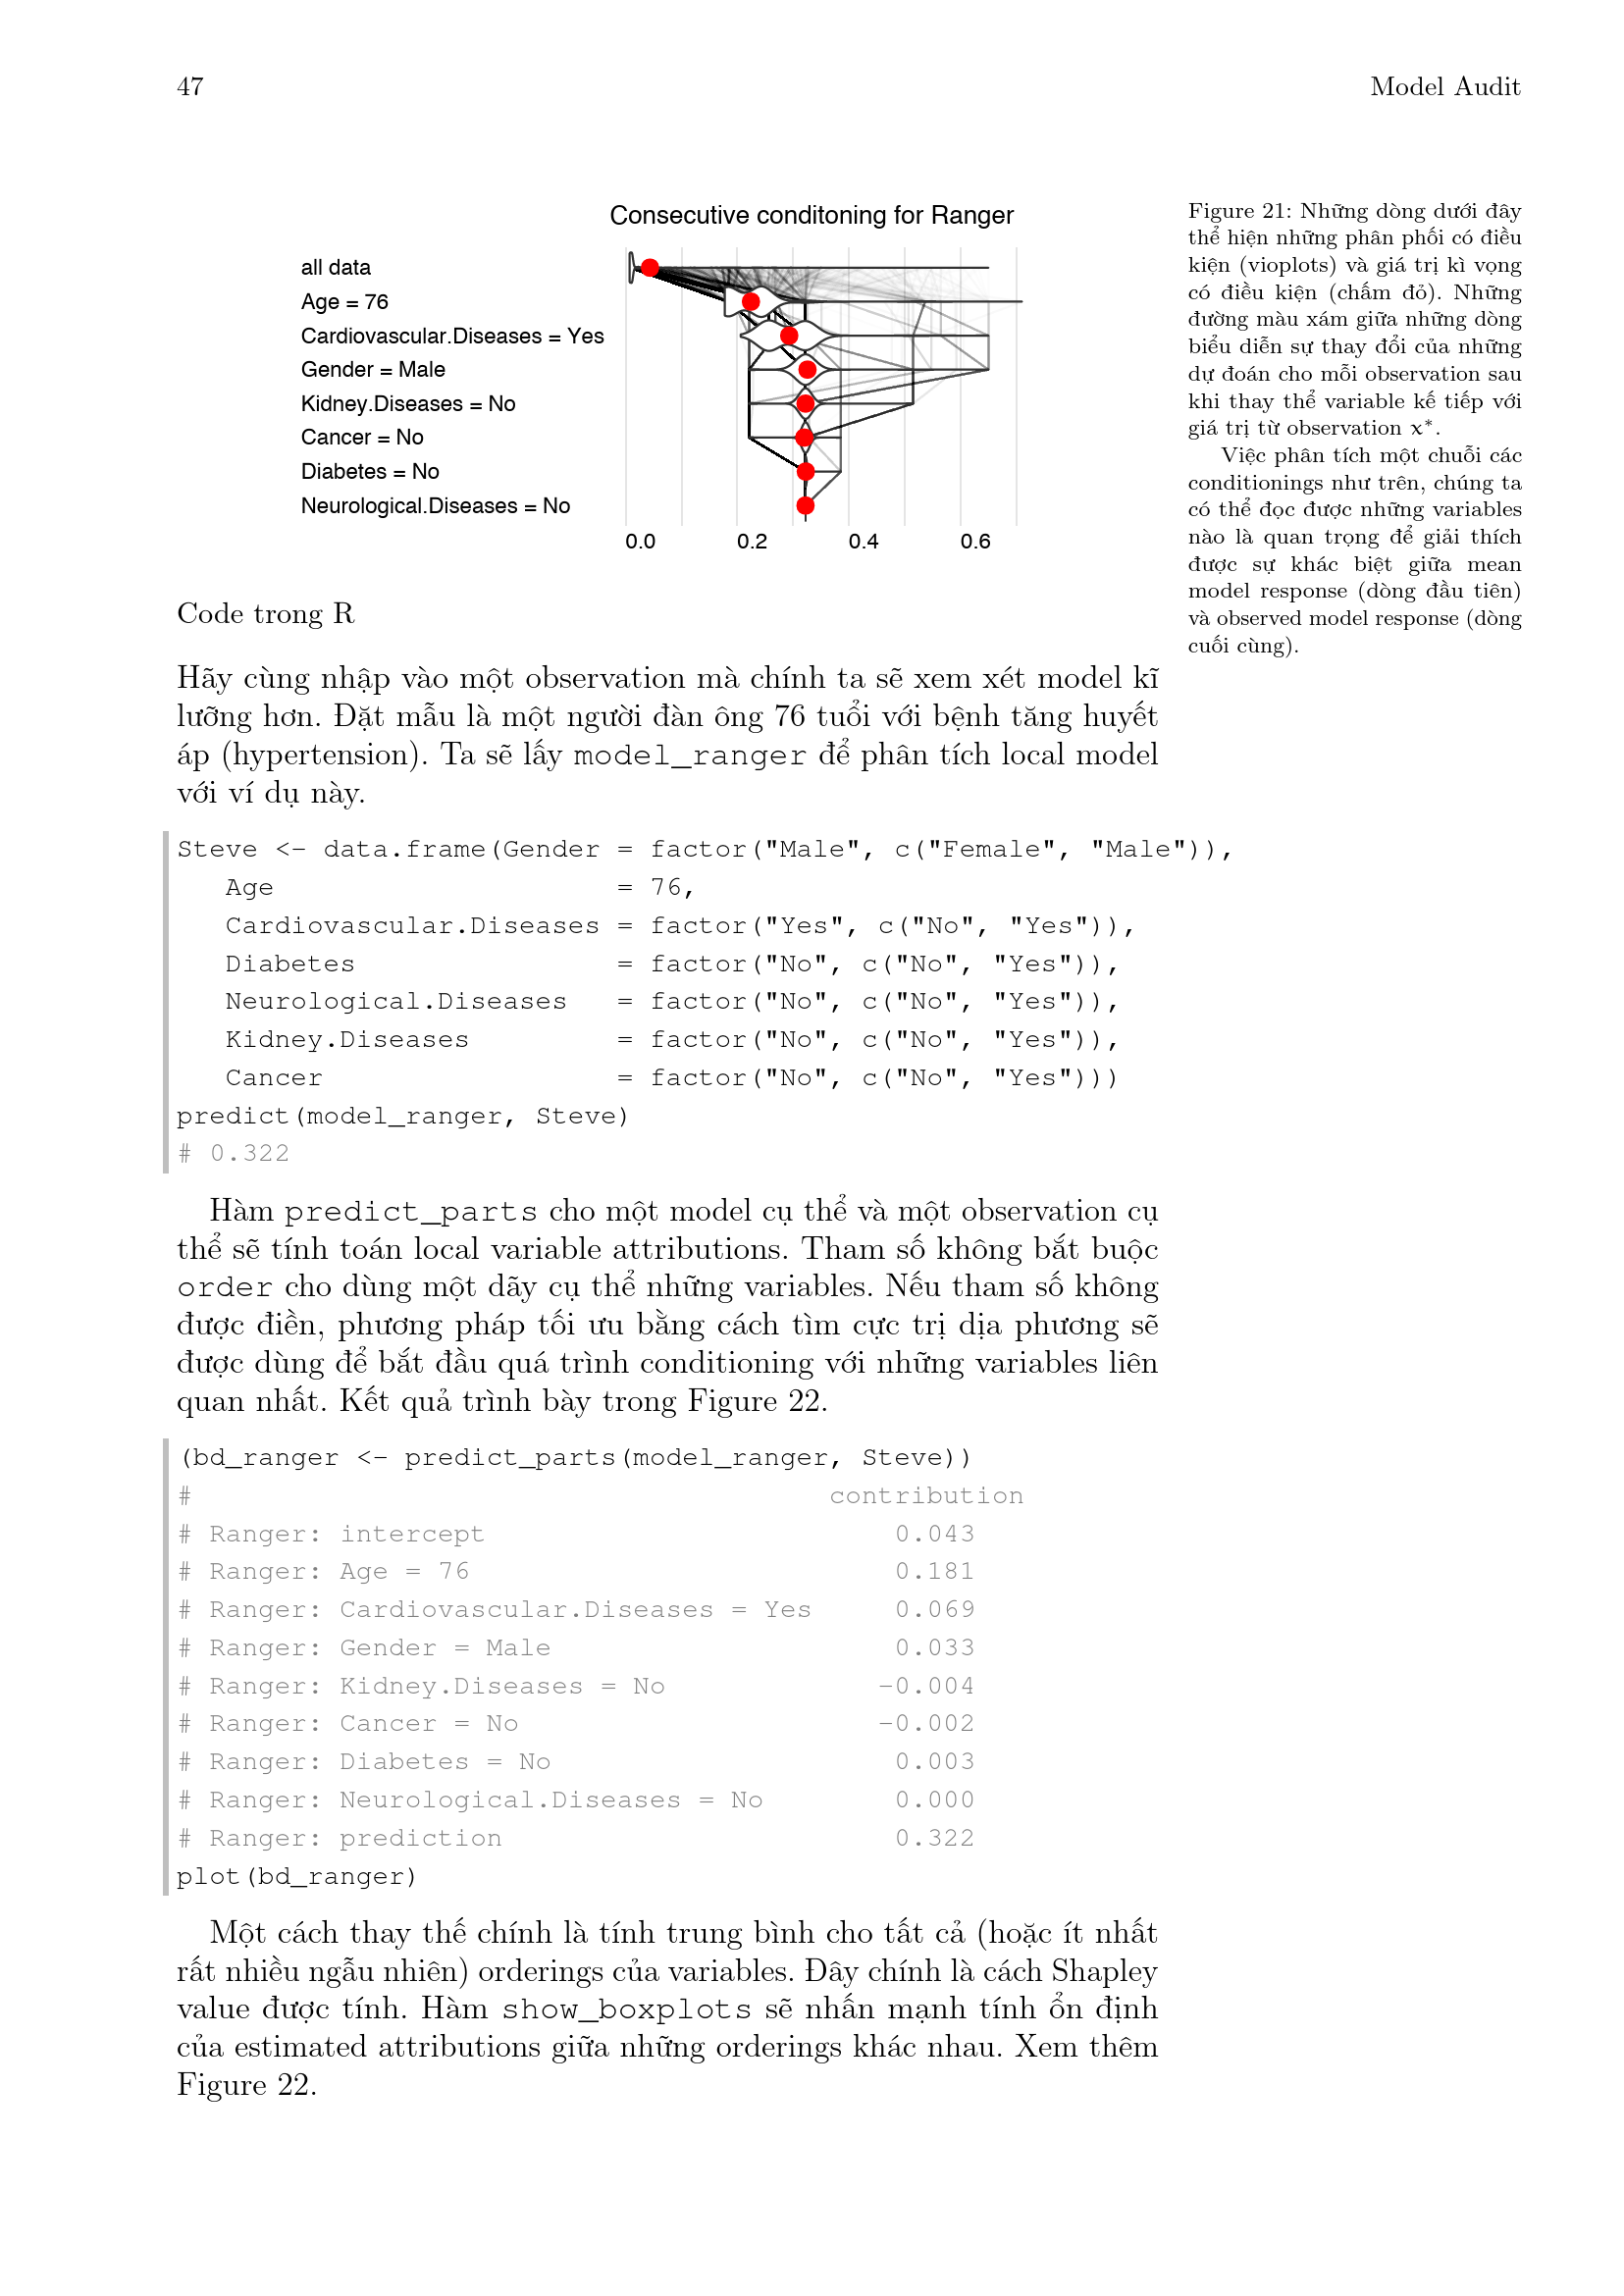 47
Model Audit
Consecutive conditoning for Ranger
all data
Age = 76
Cardiovascular.Diseases = Yes
Gender = Male
Kidney.Diseases = No
Cancer = No
Diabetes = No
Neurological.Diseases = No
0.0 0.2 0.4 0.6
Figure 21: Những dòng dưới đây
thể hiện những phân phối có điều
kiện (vioplots) và giá trị kì vọng
có điều kiện (chấm đỏ). Những
đường màu xám giữa những dòng
biểu diễn sự thay đổi của những
dự đoán cho mỗi observation sau
khi thay thể variable kế tiếp với
giá trị từ observation x*.
Việc phân tích một chuỗi các
conditionings như trên, chúng ta
có thể đọc được những variables
nào là quan trọng để giải thích
được sự khác biệt giữa mean
model response (dòng đầu tiên)
và observed model response (dòng
cuối cùng).
Code trong R
Hãy cùng nhập vào một observation mà chính ta sẽ xem xét model kĩ
lưỡng hơn. Đặt mẫu là một người đàn ông 76 tuổi với bệnh tăng huyết
áp (hypertension). Ta sẽ lấy model_ranger để phân tích local model
với ví dụ này.
Steve <- data.frame(Gender = factor("Male", c("Female", "Male")),
   Age                     = 76,
   Cardiovascular.Diseases = factor("Yes", c("No", "Yes")),
   Diabetes                = factor("No", c("No", "Yes")),
   Neurological.Diseases   = factor("No", c("No", "Yes")),
   Kidney.Diseases         = factor("No", c("No", "Yes")),
   Cancer                  = factor("No", c("No", "Yes")))
predict(model_ranger, Steve)
# 0.322
Hàm predict_parts cho một model cụ thể và một observation cụ
thể sẽ tính toán local variable attributions. Tham số không bắt buộc
order cho dùng một dãy cụ thể những variables. Nếu tham số không
được điền, phương pháp tối ưu bằng cách tìm cực trị dịa phương sẽ
được dùng để bắt đầu quá trình conditioning với những variables liên
quan nhất. Kết quả trình bày trong Figure 22.
(bd_ranger <- predict_parts(model_ranger, Steve))
#                                       contribution
# Ranger: intercept                         0.043
# Ranger: Age = 76                          0.181
# Ranger: Cardiovascular.Diseases = Yes     0.069
# Ranger: Gender = Male                     0.033
# Ranger: Kidney.Diseases = No             -0.004
# Ranger: Cancer = No                      -0.002
# Ranger: Diabetes = No                     0.003
# Ranger: Neurological.Diseases = No        0.000
# Ranger: prediction                        0.322
plot(bd_ranger)
Một cách thay thế chính là tính trung bình cho tất cả (hoặc ít nhất
rất nhiều ngẫu nhiên) orderings của variables. Đây chính là cách Shapley
value được tính. Hàm show_boxplots sẽ nhấn mạnh tính ổn định
của estimated attributions giữa những orderings khác nhau. Xem thêm
Figure 22.